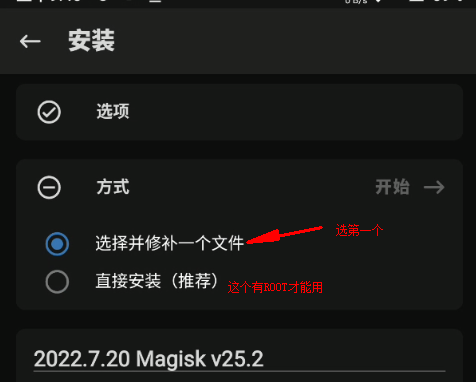 安装
选项
方式
开始
选择并修补一个文件
选第一个
直接安装（推荐）
这个有ROOT才能用
2022.7.20 Magisk v25.2